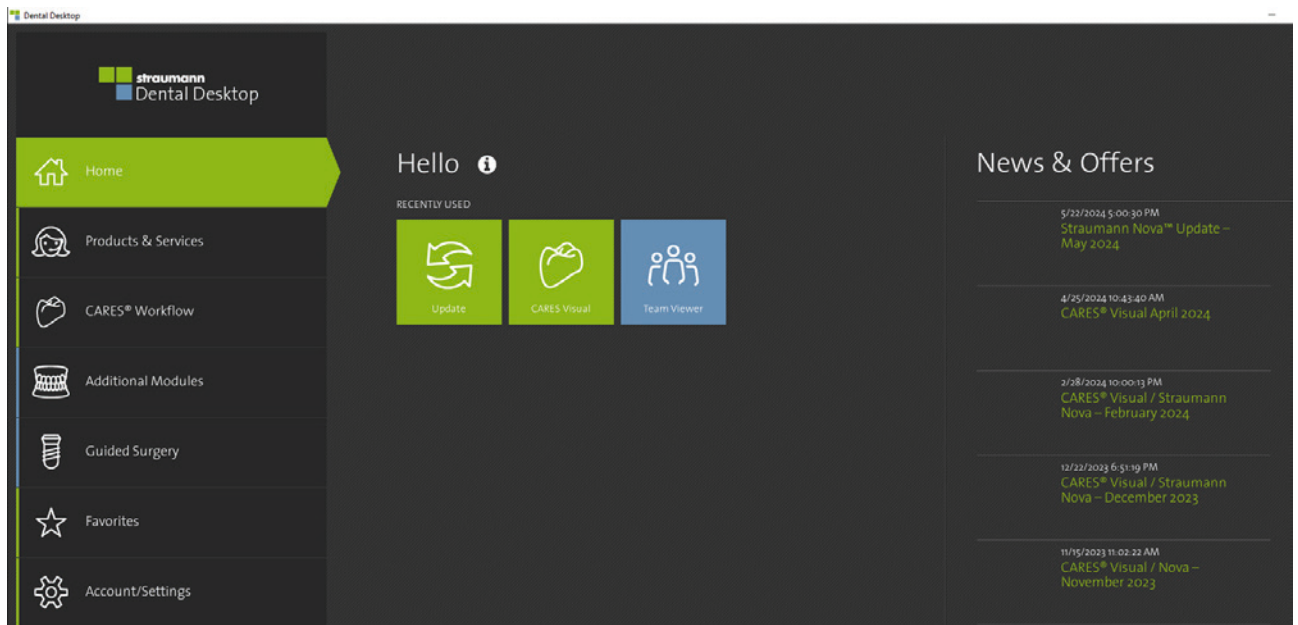 Dental Desktop
straumann
Dental Desktop
Home
Products & Services
CARES® Workflow
Additional Modules
Guided Surgery
Favorites
Account/Settings
Hello
RECENTLY USED
Update
CARES Visual
Team Viewer
News & Offers
5/22/2024 5:00:30 PM
Straumann Nova™ Update –
May 2024
4/25/2024 10:43:40 AM
CARES® Visual April 2024
2/28/2024 10:00:13 PM
CARES® Visual / Straumann
Nova – February 2024
12/22/2023 6:51:19 PM
CARES® Visual / Straumann
Nova – December 2023
11/15/2023 11:02:22 AM
CARES® Visual / Nova –
November 2023